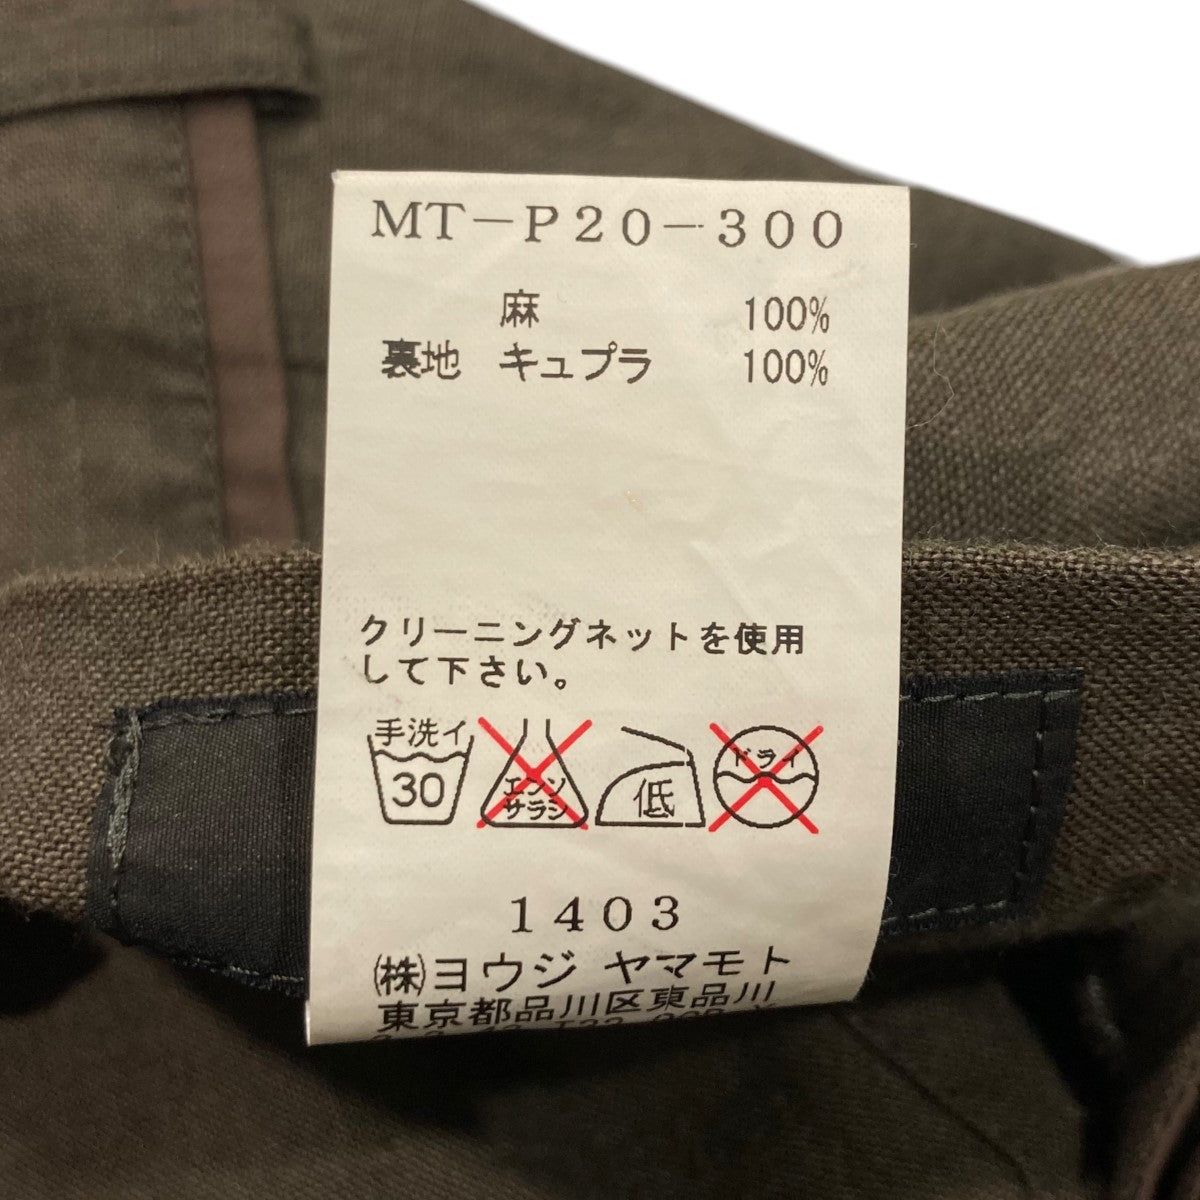 MT－P20－300
麻 100%
裏地 キュプラ 100%
クリーニングネットを使用
して下さい。
手洗イ
30
エンソ
サラシ
低
ドライ
1403
(株)ヨウジ ヤマモト
東京都品川区東品川